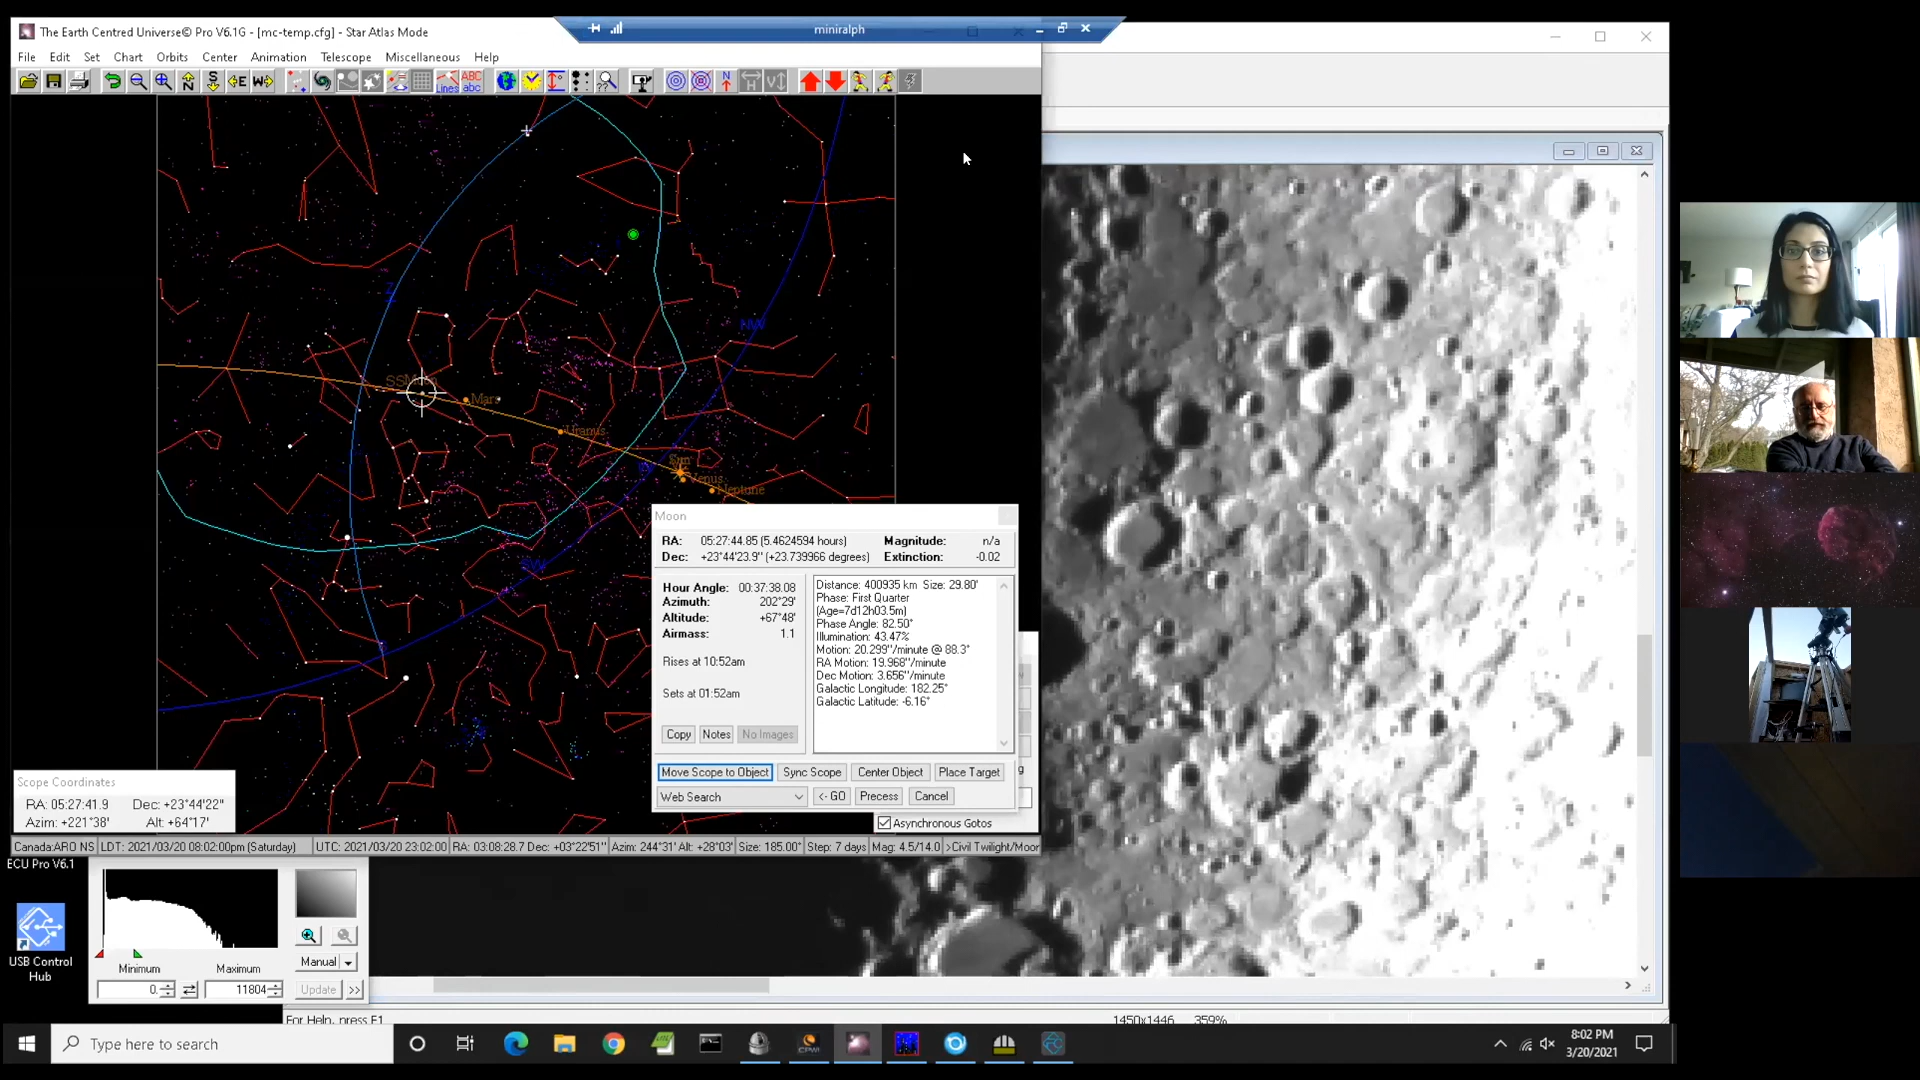 miniralph
The Earth Centred Universe© Pro V6.1G - [mc-temp.cfg] - Star Atlas Mode
File Edit Set Chart Orbits Center Animation Telescope Miscellaneous Help
N S E W
Lines ABC abc
N H V
Z
NW
Mars
Uranus
Sun
Venus
Neptune
SW
S
Moon
RA: 05:27:44.85 (5.4624594 hours) Magnitude: n/a
Dec: +23°44'23.9" (+23.739966 degrees) Extinction: -0.02
Hour Angle: 00:37:38.08
Azimuth: 202°29'
Altitude: +67°48'
Airmass: 1.1
Rises at 10:52am
Sets at 01:52am
Distance: 400935 km Size: 29.80'
Phase: First Quarter
(Age=7d12h03.5m)
Phase Angle: 82.50°
Illumination: 43.47%
Motion: 20.299''/minute @ 88.3°
RA Motion: 19.968''/minute
Dec Motion: 3.656''/minute
Galactic Longitude: 182.25°
Galactic Latitude: -6.16°
Copy Notes No Images
Move Scope to Object Sync Scope Center Object Place Target
Web Search <- GO Precess Cancel
Asynchronous Gotos
Scope Coordinates
RA: 05:27:41.9 Dec: +23°44'22"
Azim: +221°38' Alt: +64°17'
Canada:ARO NS LDT: 2021/03/20 08:02:00pm (Saturday) UTC: 2021/03/20 23:02:00 RA: 03:08:28.7 Dec: +03°22'51" Azim: 244°31' Alt: +28°03' Size: 185.00° Step: 7 days Mag: 4.5/14.0 >Civil Twilight/Moon
ECU Pro V6.1
USB Control
Hub
Minimum Maximum
0. 11804
Manual
Update >>
For Help, press F1
1450x1446 359%
Type here to search
8:02 PM
3/20/2021